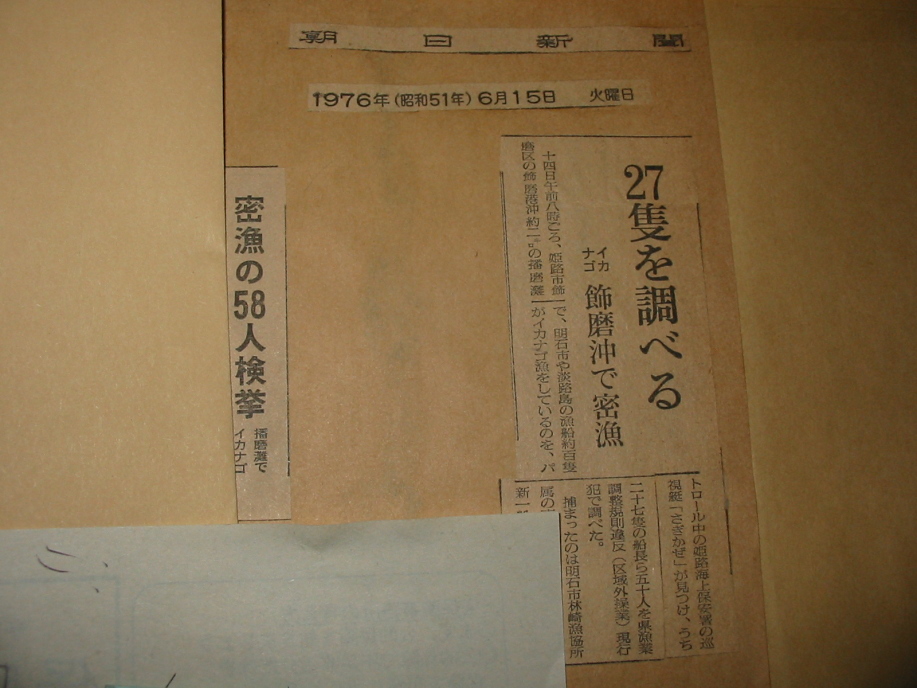 朝日新聞
1976年(昭和51年)6月15日 火曜日
27隻を調べる
イカナゴ 飾磨沖で密漁
十四日午前八時ごろ、姫路市飾
磨区の飾磨港沖約二㌔の播磨灘
で、明石市や淡路島の漁船約百隻
がイカナゴ漁をしているのを、パ
トロール中の姫路海上保安署の巡
視艇「さぎかぜ」が見つけ、うち
二十七隻の船長ら五十人を県漁業
調整規則違反(区域外操業)現行
犯で調べた。
捕まったのは明石市林崎漁協所
属の
新一
密漁の58人検挙
播磨灘で
イカナゴ